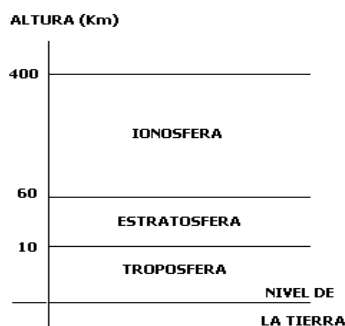 ALTURA (Km)
400
IONOSFERA
60
ESTRATOSFERA
10
TROPOSFERA
NIVEL DE
LA TIERRA